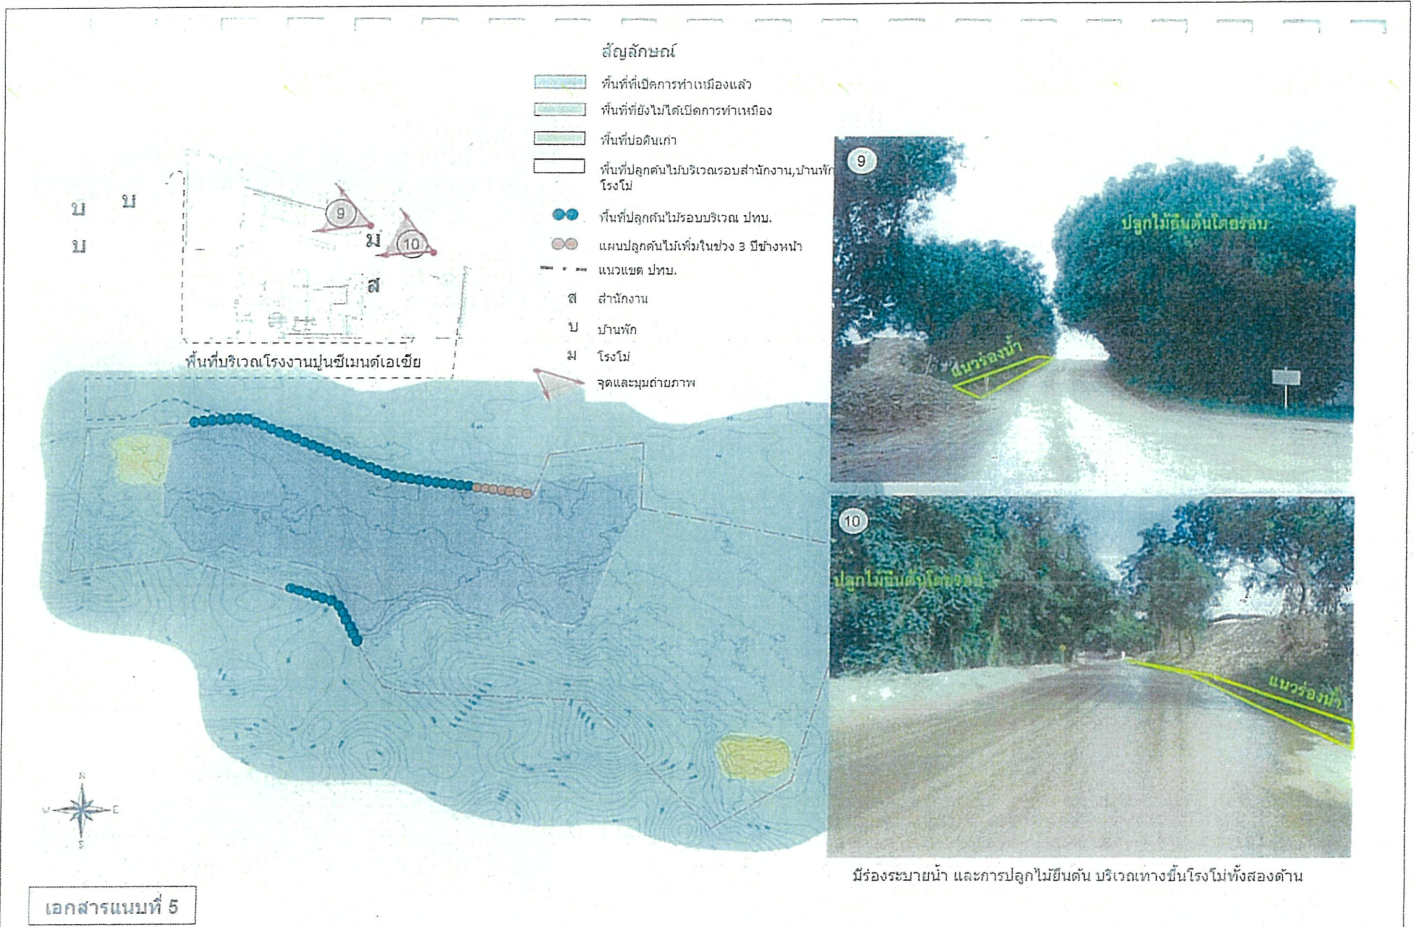 สัญลักษณ์
พื้นที่ที่เปิดการทำเหมืองแล้ว
พื้นที่ที่ยังไม่ได้เปิดการทำเหมือง
พื้นที่บ่อดินเก่า
พื้นที่ปลูกต้นไม้บริเวณรอบสำนักงาน,บ้านพัก
โรงโม่
พื้นที่ปลูกต้นไม้รอบบริเวณ ปทบ.
แผนปลูกต้นไม้เพิ่มในช่วง 3 ปีข้างหน้า
แนวเขต ปทบ.
ส สำนักงาน
บ บ้านพัก
ม โรงโม่
จุดและมุมถ่ายภาพ
บ บ
บ
9
ม 10
ส
พื้นที่บริเวณโรงงานปูนซีเมนต์เอเซีย
9
ปลูกไม้ยืนต้นโดยรอบ
แนวร่องน้ำ
10
ปลูกไม้ยืนต้นโดยรอบ
แนวร่องน้ำ
มีร่องระบายน้ำ และการปลูกไม้ยืนต้น บริเวณทางขึ้นโรงโม่ทั้งสองด้าน
N
W E
S
เอกสารแนบที่ 5